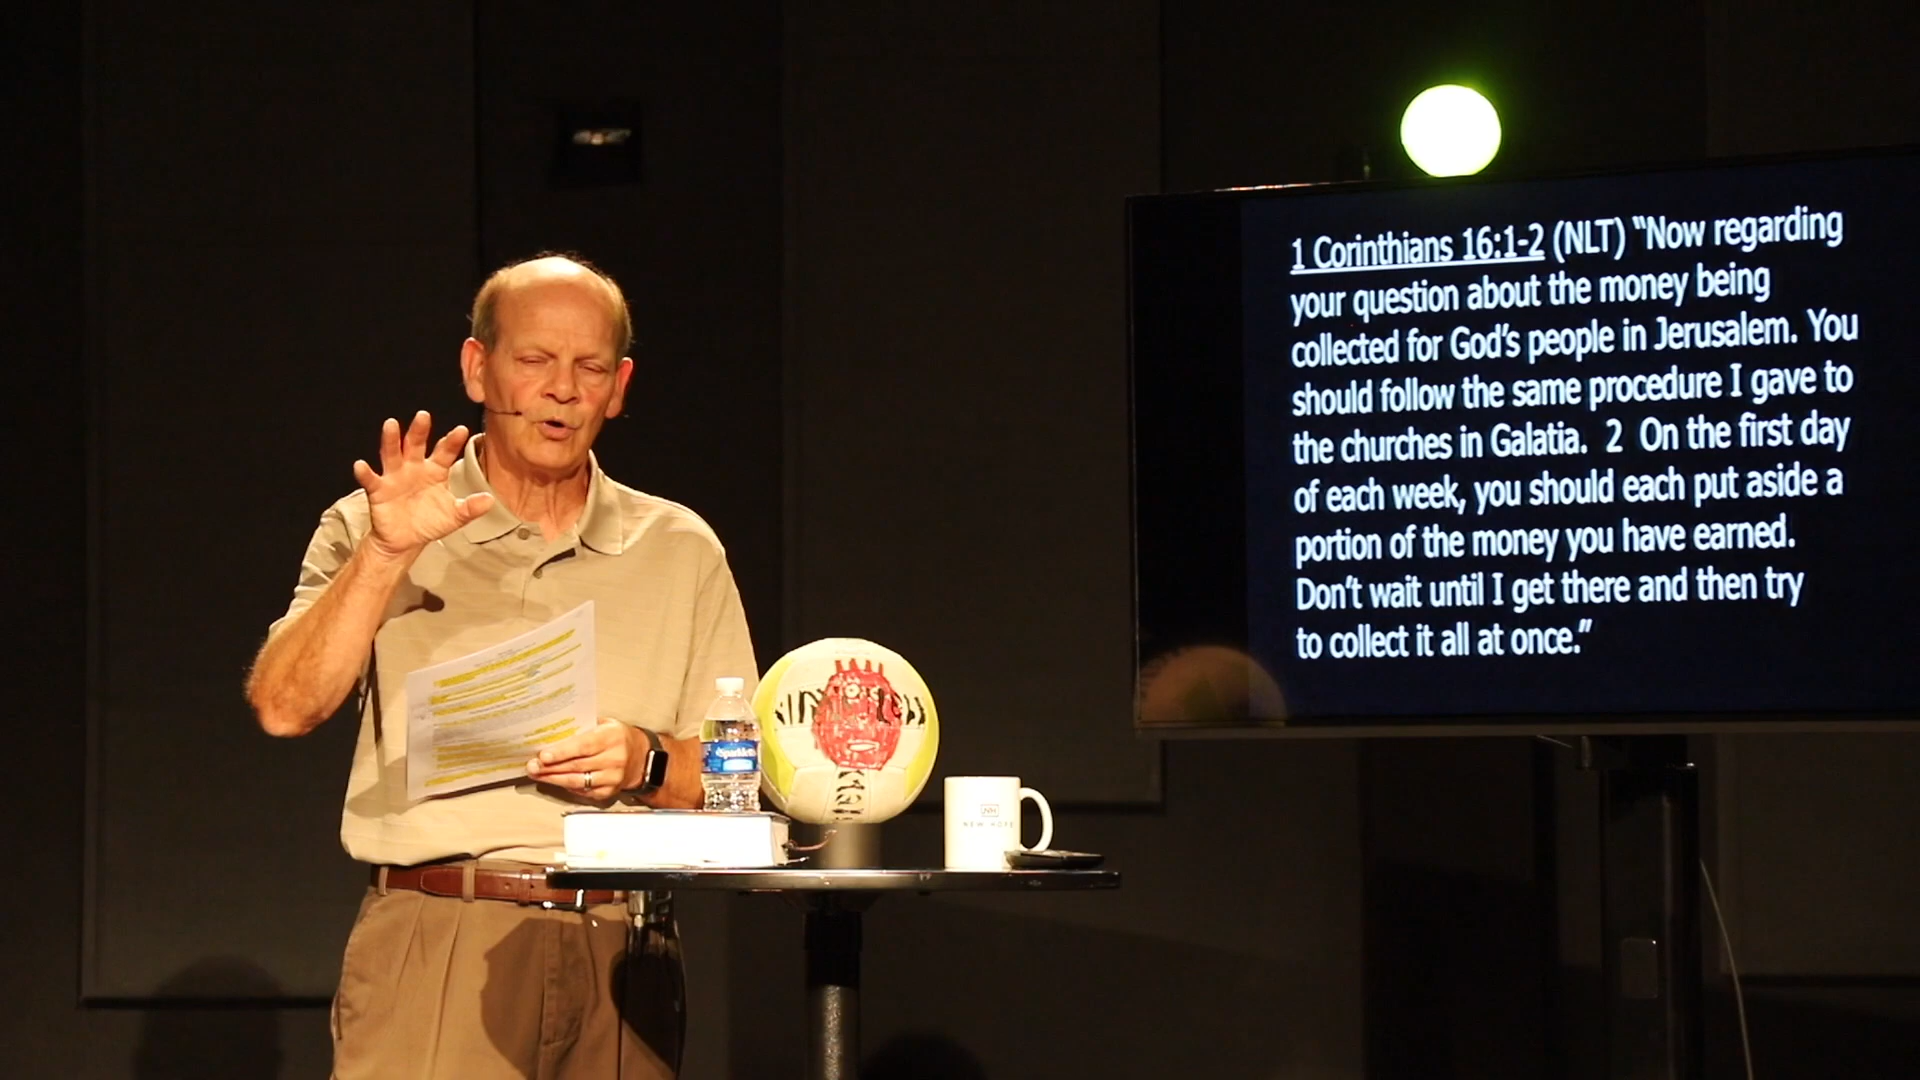 1 Corinthians 16:1-2 (NLT) “Now regarding
your question about the money being
collected for God’s people in Jerusalem. You
should follow the same procedure I gave to
the churches in Galatia.  2  On the first day
of each week, you should each put aside a
portion of the money you have earned.
Don’t wait until I get there and then try
to collect it all at once.”
NH
NEW HOPE